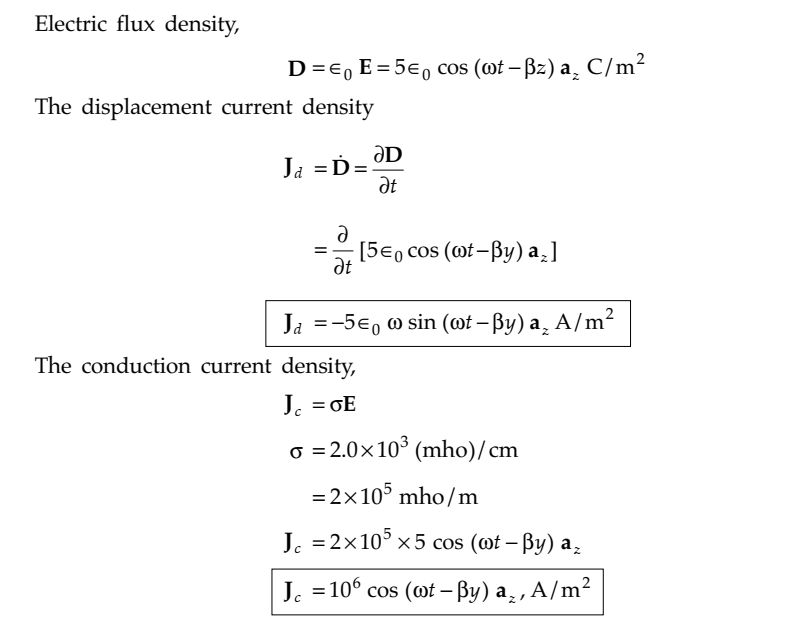 Electric flux density,
D = ∈₀ E = 5∈₀ cos (ωt – βz) a_z C/m²
The displacement current density
J_d = Ḋ = ∂D/∂t
= ∂/∂t [5∈₀ cos (ωt – βy) a_z]
J_d = –5∈₀ ω sin (ωt – βy) a_z A/m²
The conduction current density,
J_c = σE
σ = 2.0×10³ (mho)/cm
= 2×10⁵ mho/m
J_c = 2×10⁵ ×5 cos (ωt – βy) a_z
J_c = 10⁶ cos (ωt – βy) a_z, A/m²